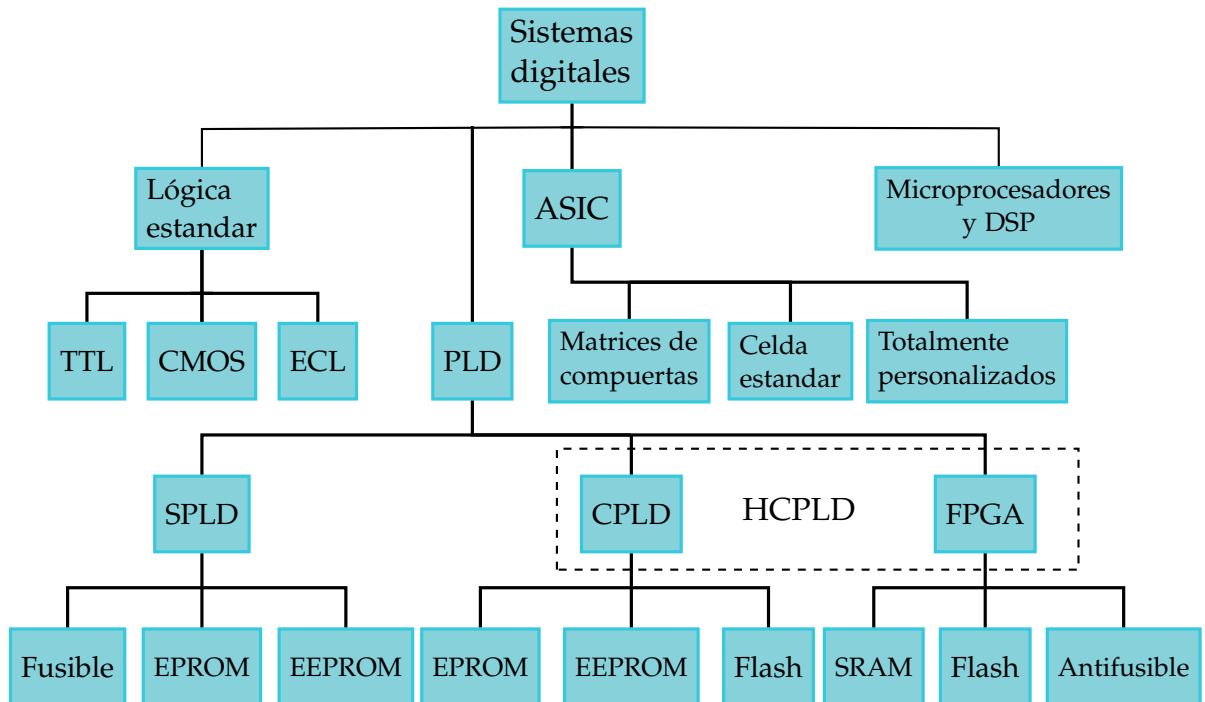 Sistemas
digitales
Lógica
estandar
ASIC
Microprocesadores
y DSP
TTL
CMOS
ECL
PLD
Matrices de
compuertas
Celda
estandar
Totalmente
personalizados
SPLD
CPLD
HCPLD
FPGA
Fusible
EPROM
EEPROM
EPROM
EEPROM
Flash
SRAM
Flash
Antifusible